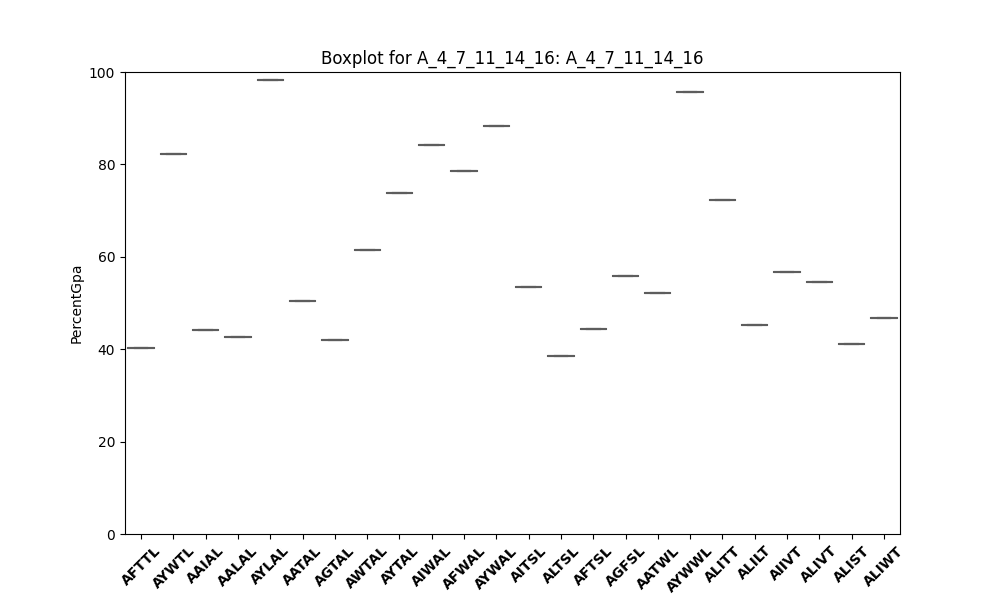 Boxplot for A_4_7_11_14_16: A_4_7_11_14_16
PercentGpa
100
80
60
40
20
0
AFTTL
AYWTL
AAIAL
AALAL
AYLAL
AATAL
AGTAL
AWTAL
AYTAL
AIWAL
AFWAL
AYWAL
AITSL
ALTSL
AFTSL
AGFSL
AATWL
AYWWL
ALITT
ALILT
AIIVT
ALIVT
ALIST
ALIWT